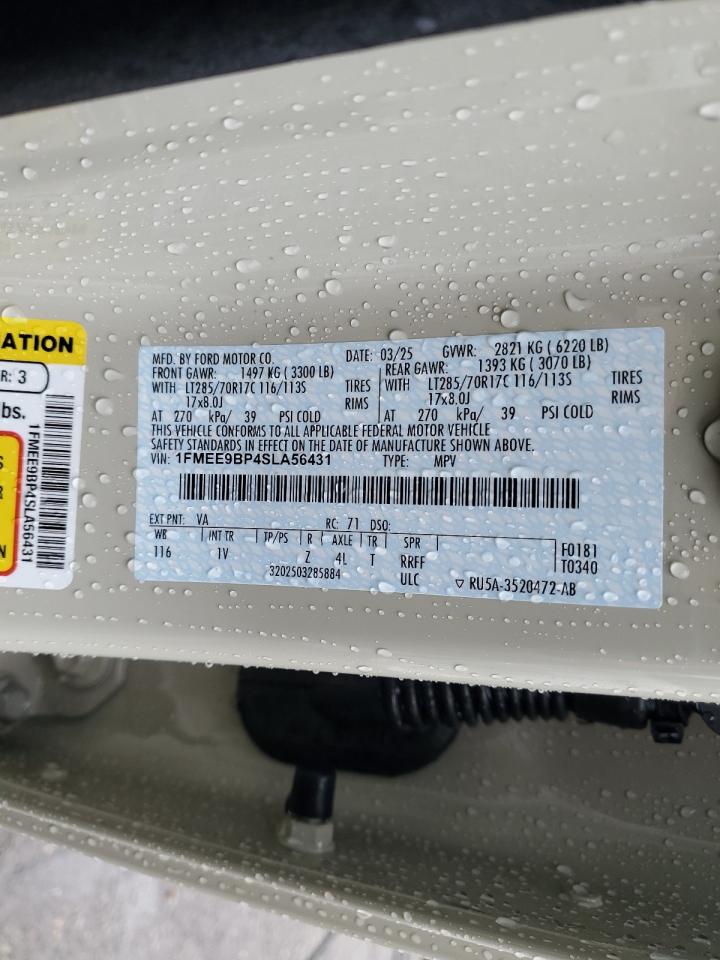 ATION
R: 3
lbs.
S
R
N
1FMEE9BP4SLA56431
MFD. BY FORD MOTOR CO. DATE: 03/25 GVWR: 2821 KG ( 6220 LB)
FRONT GAWR: 1497 KG ( 3300 LB) REAR GAWR: 1393 KG ( 3070 LB)
WITH LT285/70R17C 116/113S TIRES WITH LT285/70R17C 116/113S TIRES
17x8.0J RIMS 17x8.0J RIMS
AT 270 kPa/ 39 PSI COLD AT 270 kPa/ 39 PSI COLD
THIS VEHICLE CONFORMS TO ALL APPLICABLE FEDERAL MOTOR VEHICLE
SAFETY STANDARDS IN EFFECT ON THE DATE OF MANUFACTURE SHOWN ABOVE.
VIN: 1FMEE9BP4SLA56431 TYPE: MPV
EXT PNT: VA RC: 71 DSO:
WB INT TR TP/PS R AXLE TR SPR F0181
116 1V Z 4L T RRFF T0340
3202503285884 ULC RU5A-3520472-AB